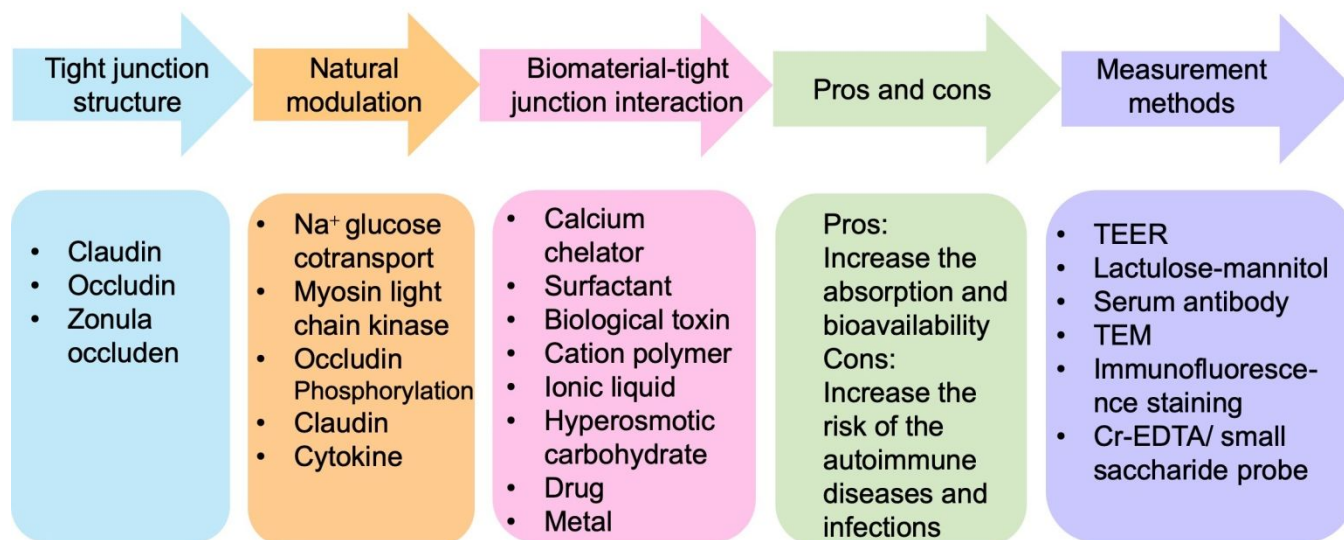 Tight junction
structure
Natural
modulation
Biomaterial-tight
junction interaction
Pros and cons
Measurement
methods
• Claudin
• Occludin
• Zonula
occluden
• Na⁺ glucose
cotransport
• Myosin light
chain kinase
• Occludin
Phosphorylation
• Claudin
• Cytokine
• Calcium
chelator
• Surfactant
• Biological toxin
• Cation polymer
• Ionic liquid
• Hyperosmotic
carbohydrate
• Drug
• Metal
Pros:
Increase the
absorption and
bioavailability
Cons:
Increase the
risk of the
autoimmune
diseases and
infections
• TEER
• Lactulose-mannitol
• Serum antibody
• TEM
• Immunofluoresce-
nce staining
• Cr-EDTA/ small
saccharide probe